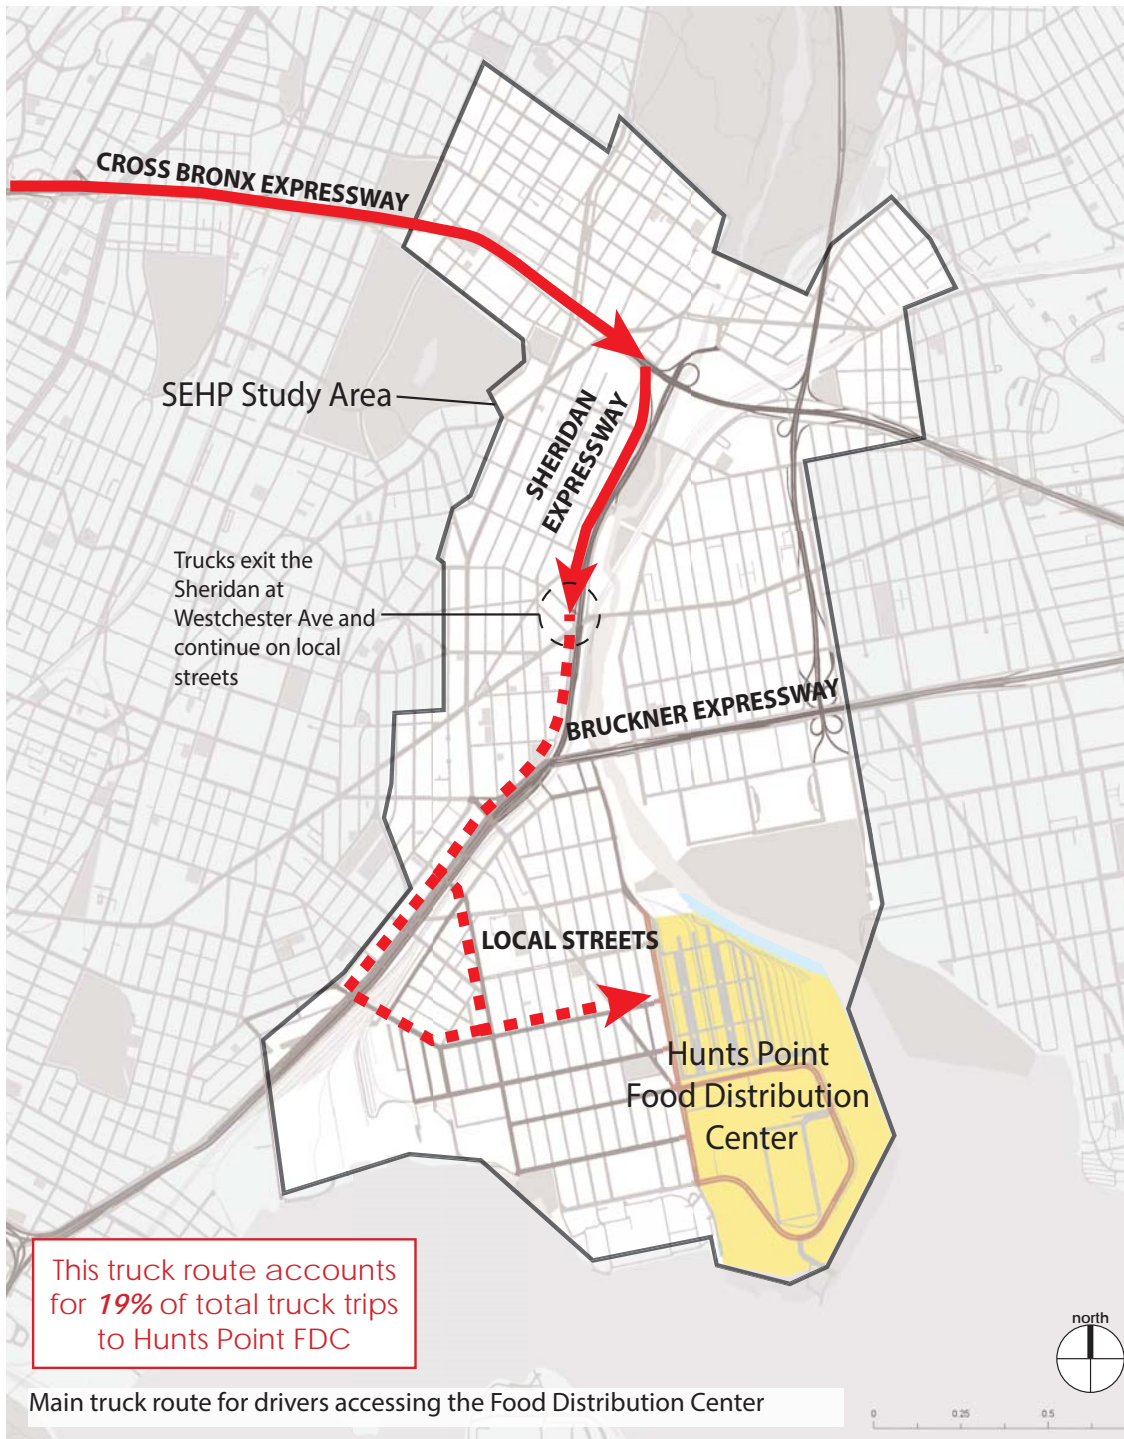 CROSS BRONX EXPRESSWAY
SEHP Study Area
SHERIDAN
EXPRESSWAY
Trucks exit the
Sheridan at
Westchester Ave and
continue on local
streets
BRUCKNER EXPRESSWAY
LOCAL STREETS
Hunts Point
Food Distribution
Center
This truck route accounts
for 19% of total truck trips
to Hunts Point FDC
north
Main truck route for drivers accessing the Food Distribution Center
0 0.25 0.5